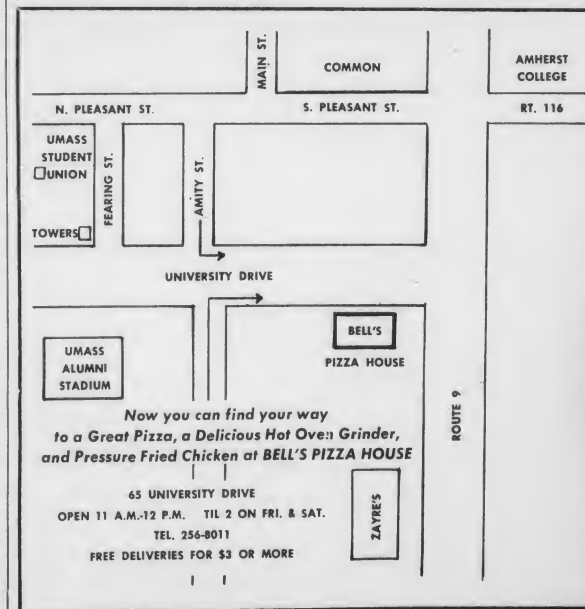 MAIN ST.
COMMON
AMHERST
COLLEGE
N. PLEASANT ST.
S. PLEASANT ST.
RT. 116
UMASS
STUDENT
UNION
FEARING ST.
AMITY ST.
TOWERS
UNIVERSITY DRIVE
BELL'S
PIZZA HOUSE
UMASS
ALUMNI
STADIUM
ROUTE 9
Now you can find your way
to a Great Pizza, a Delicious Hot Oven Grinder,
and Pressure Fried Chicken at BELL'S PIZZA HOUSE
65 UNIVERSITY DRIVE
OPEN 11 A.M.-12 P.M. TIL 2 ON FRI. & SAT.
TEL. 256-8011
FREE DELIVERIES FOR $3 OR MORE
ZAYRE'S